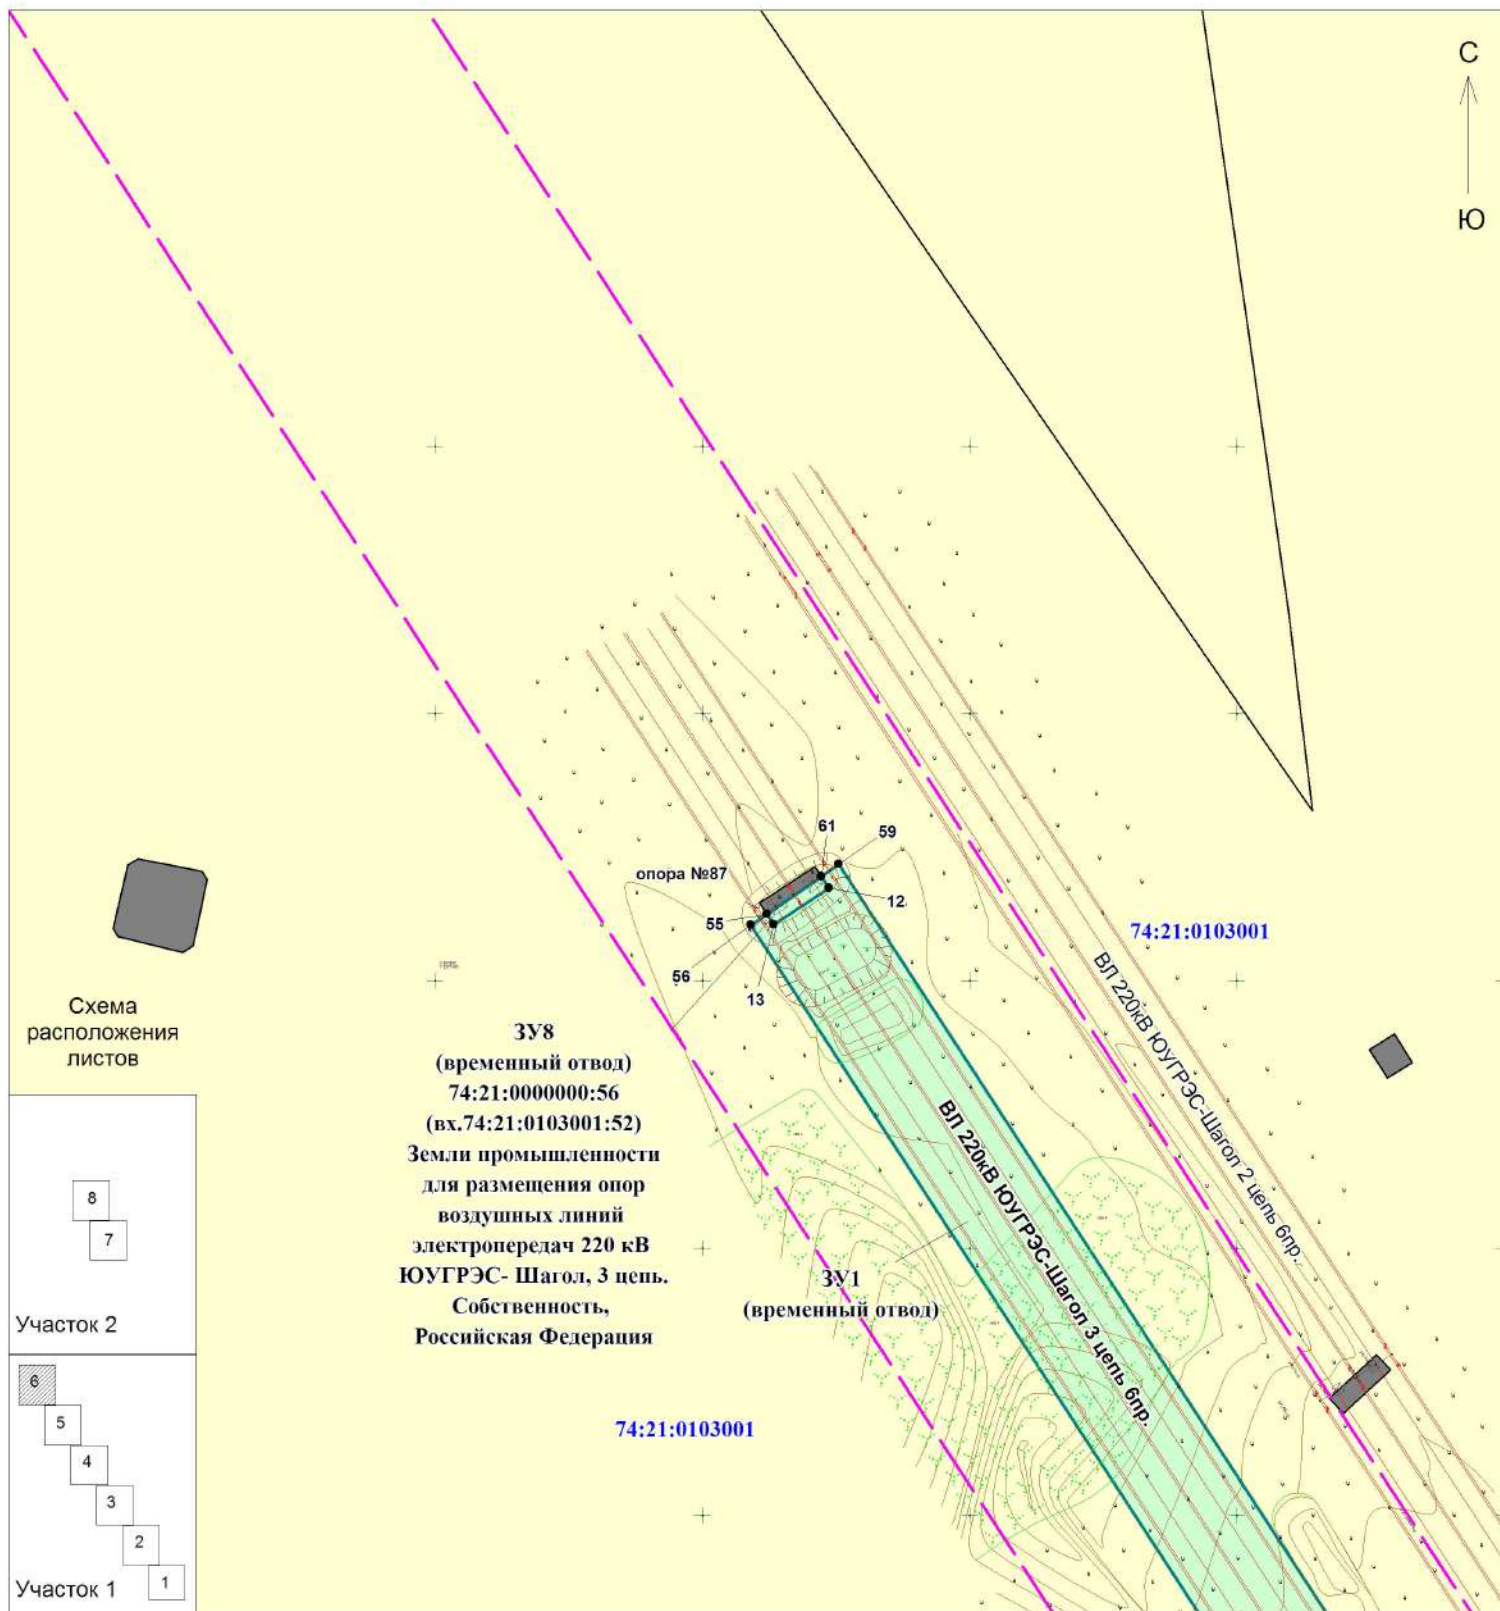 С
Ю
61
59
опора №87
12
55
56
13
74:21:0103001
ВЛ 220кВ ЮУГРЭС-Шагол 2 цепь 6пр.
Схема
расположения
листов
ЗУ8
(временный отвод)
74:21:0000000:56
(вх.74:21:0103001:52)
Земли промышленности
для размещения опор
воздушных линий
электропередач 220 кВ
ЮУГРЭС- Шагол, 3 цепь.
Собственность,
Российская Федерация
ВЛ 220кВ ЮУГРЭС-Шагол 3 цепь 6пр.
ЗУ1
(временный отвод)
74:21:0103001
8
7
Участок 2
6
5
4
3
2
1
Участок 1